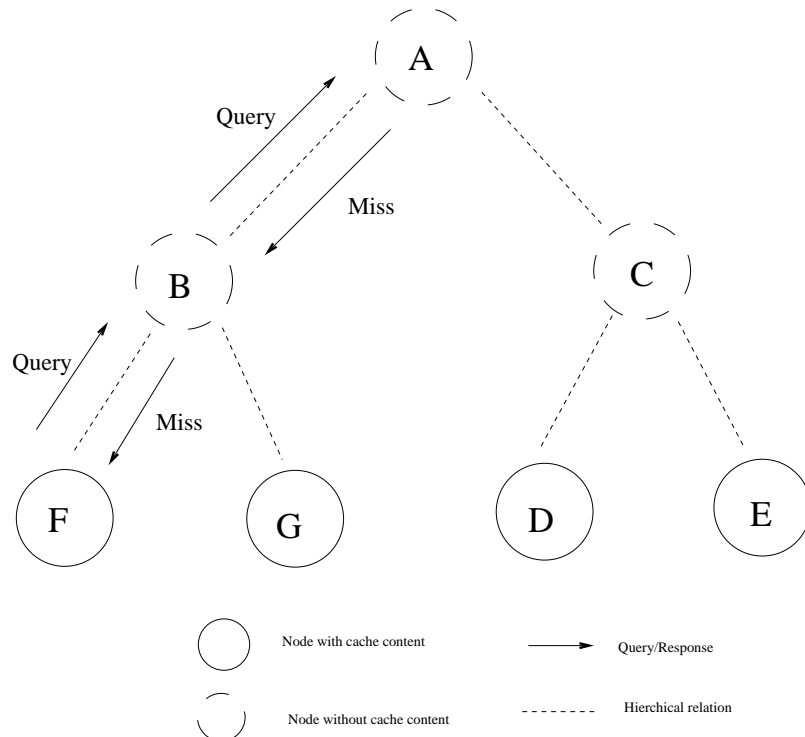 A
Query
Miss
B
C
Query
Miss
F
G
D
E
Node with cache content
Query/Response
Node without cache content
Hierchical relation